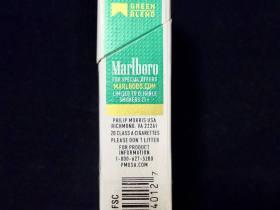 GREEN
BLEND
Marlboro
FOR SPECIAL OFFERS
MARLBORO.COM
LIMITED TO ELIGIBLE
SMOKERS 21+
PHILIP MORRIS USA
RICHMOND, VA 23261
20 CLASS A CIGARETTES
PLEASE DON'T LITTER
FOR PRODUCT
INFORMATION:
1-800-627-5200
PMUSA.COM
FSC
4012